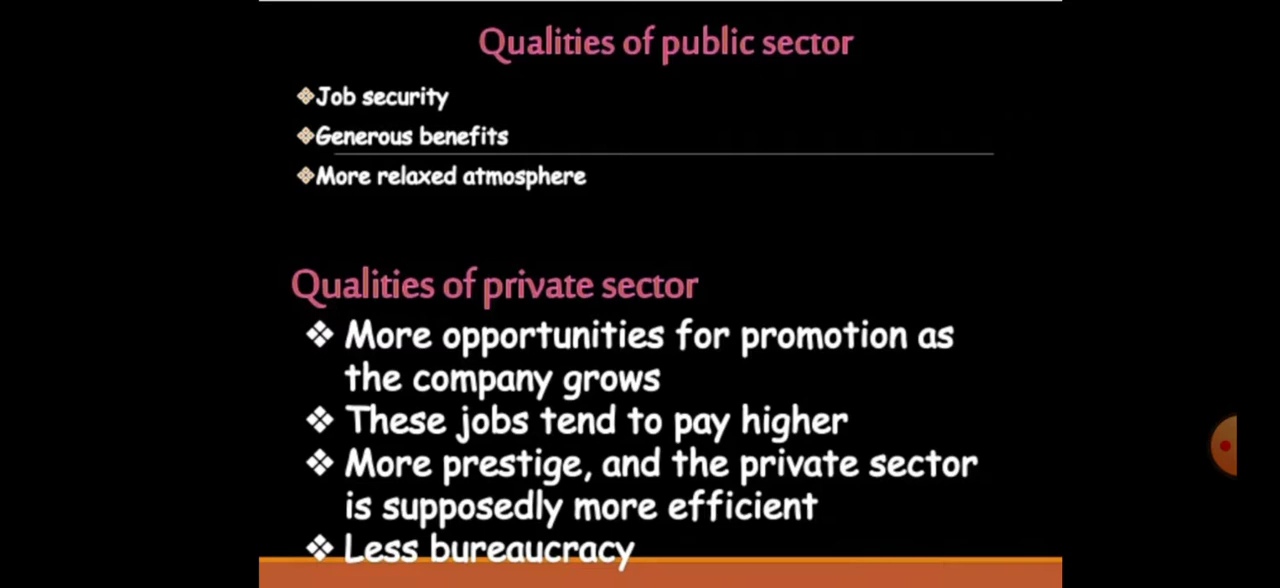 Qualities of public sector
❖Job security
❖Generous benefits
❖More relaxed atmosphere
Qualities of private sector
❖ More opportunities for promotion as
the company grows
❖ These jobs tend to pay higher
❖ More prestige, and the private sector
is supposedly more efficient
❖ Less bureaucracy